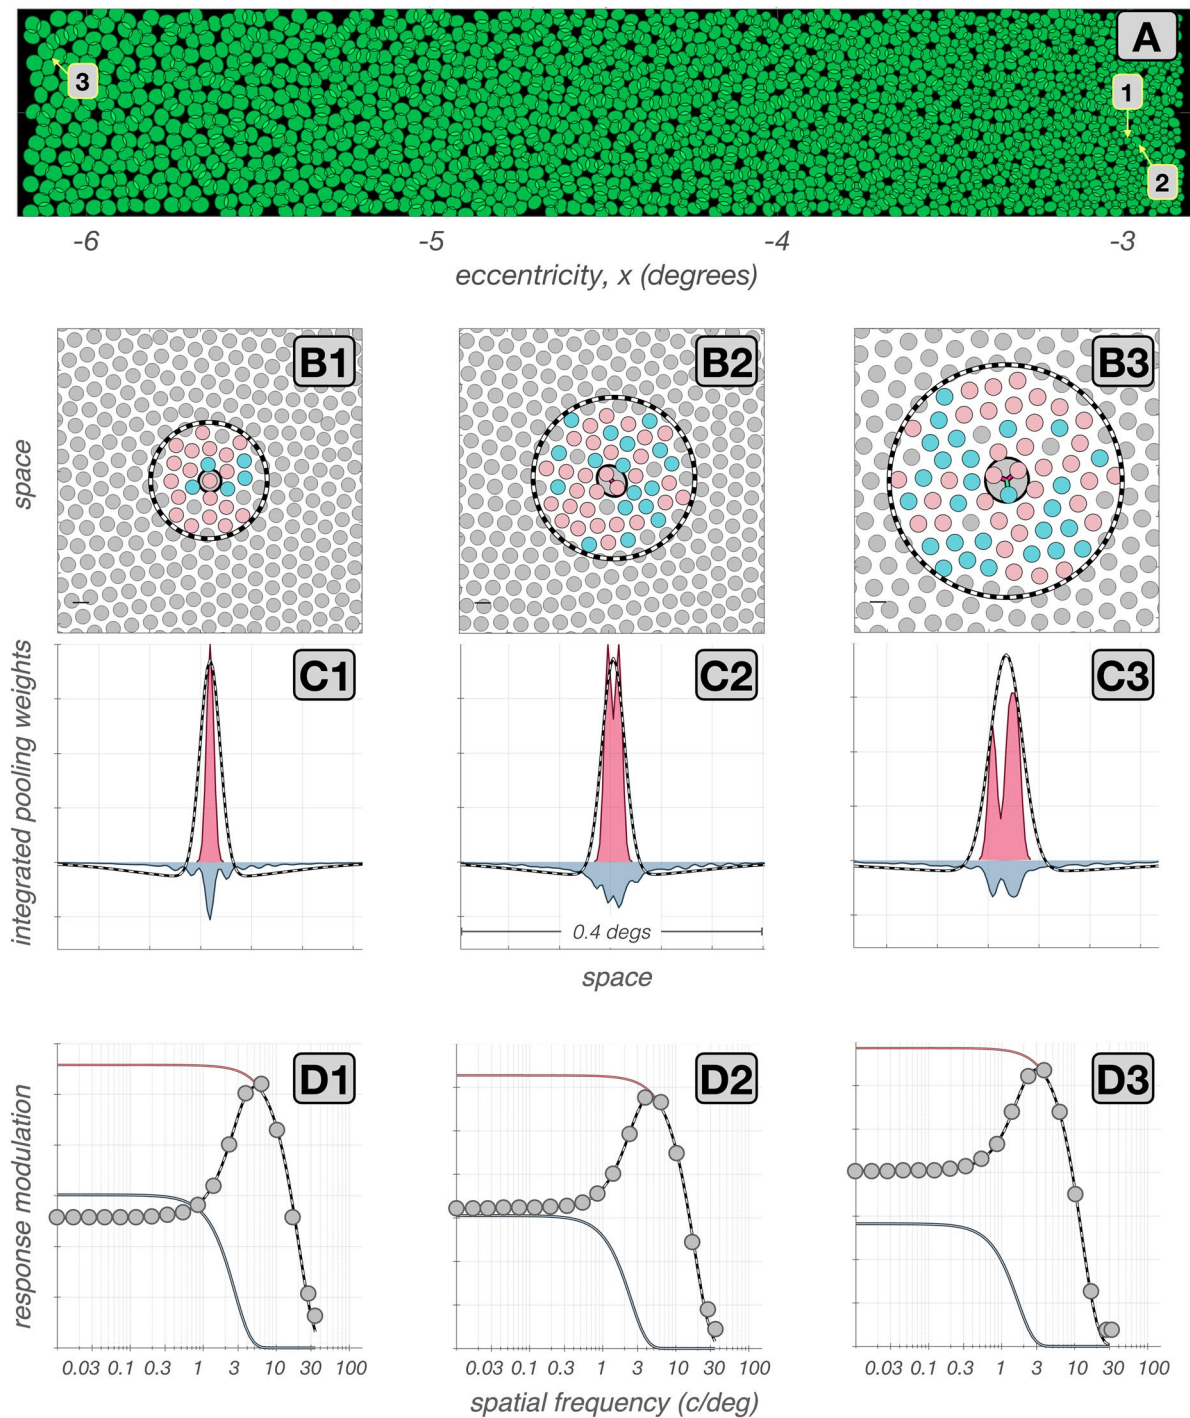 A
3
1
2
-6 -5 -4 -3
eccentricity, x (degrees)
B1 B2 B3
space
C1 C2 C3
integrated pooling weights
0.4 degs
space
D1 D2 D3
response modulation
0.03 0.1 0.3 1 3 10 30 100 0.03 0.1 0.3 1 3 10 30 100 0.03 0.1 0.3 1 3 10 30 100
spatial frequency (c/deg)